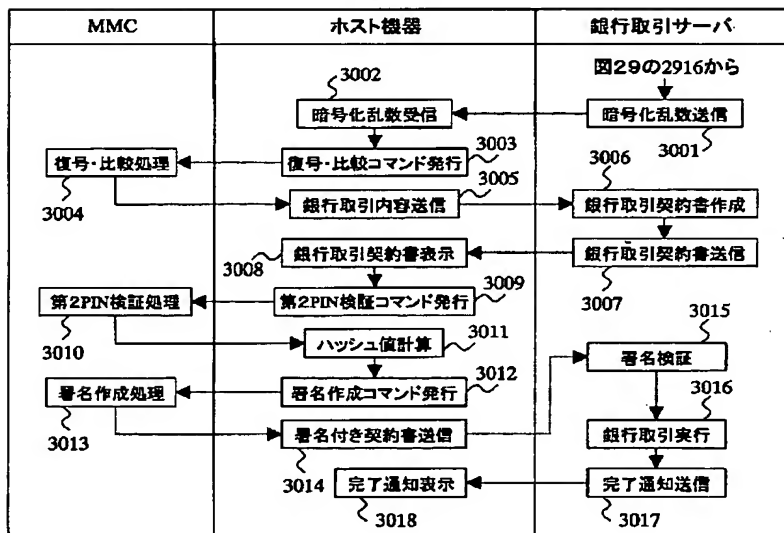 MMC
ホスト機器
銀行取引サーバ
図29の2916から
3002
暗号化乱数受信
暗号化乱数送信
3001
3003
復号・比較処理
復号・比較コマンド発行
3004
3005
3006
銀行取引内容送信
銀行取引契約書作成
3008
銀行取引契約書表示
銀行取引契約書送信
3007
3009
第2PIN検証処理
第2PIN検証コマンド発行
3010
3011
ハッシュ値計算
3015
署名検証
3012
署名作成処理
署名作成コマンド発行
3013
3016
署名付き契約書送信
銀行取引実行
3014
完了通知表示
完了通知送信
3018
3017